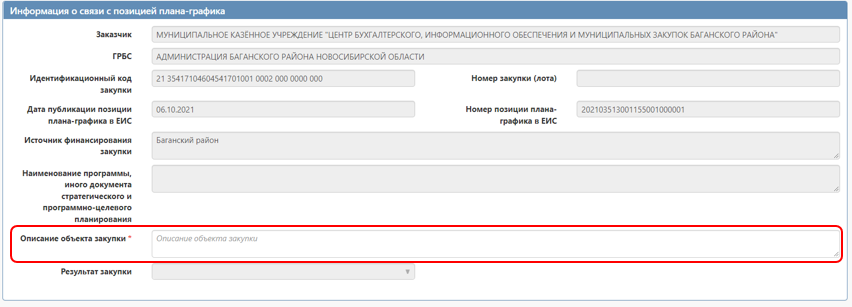 Информация о связи с позицией плана-графика
Заказчик МУНИЦИПАЛЬНОЕ КАЗЁННОЕ УЧРЕЖДЕНИЕ "ЦЕНТР БУХГАЛТЕРСКОГО, ИНФОРМАЦИОННОГО ОБЕСПЕЧЕНИЯ И МУНИЦИПАЛЬНЫХ ЗАКУПОК БАГАНСКОГО РАЙОНА"
ГРБС АДМИНИСТРАЦИЯ БАГАНСКОГО РАЙОНА НОВОСИБИРСКОЙ ОБЛАСТИ
Идентификационный код
закупки
21 35417104604541701001 0002 000 0000 000
Номер закупки (лота)
Дата публикации позиции
плана-графика в ЕИС
06.10.2021
Номер позиции плана-
графика в ЕИС
202103513001155001000001
Источник финансирования
закупки
Баганский район
Наименование программы,
иного документа
стратегического и
программно-целевого
планирования
Описание объекта закупки * Описание объекта закупки
Результат закупки